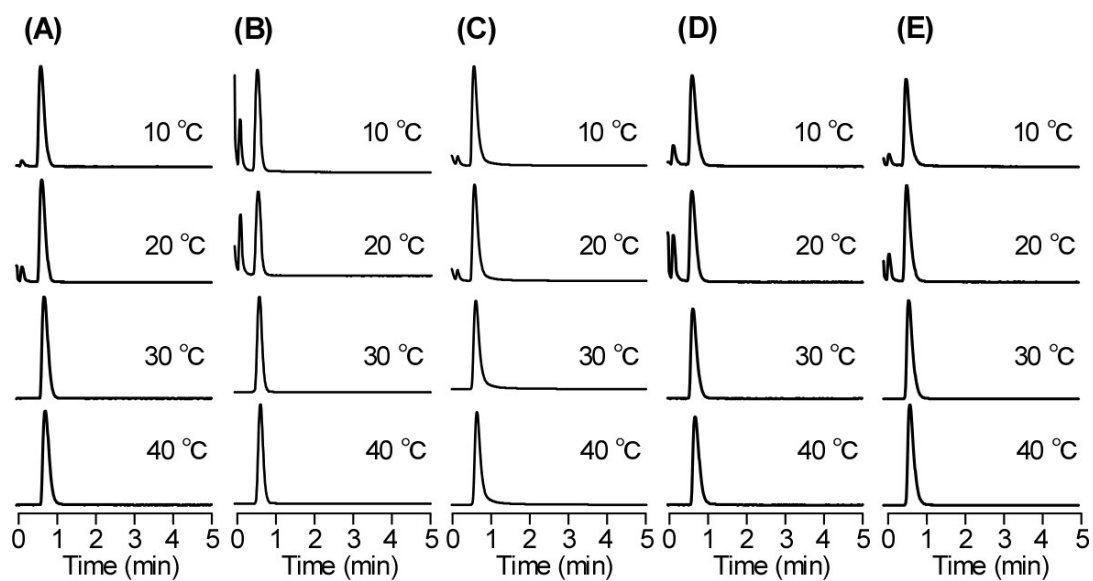 (A) (B) (C) (D) (E)
10 °C 10 °C 10 °C 10 °C 10 °C
20 °C 20 °C 20 °C 20 °C 20 °C
30 °C 30 °C 30 °C 30 °C 30 °C
40 °C 40 °C 40 °C 40 °C 40 °C
0 1 2 3 4 5 0 1 2 3 4 5 0 1 2 3 4 5 0 1 2 3 4 5 0 1 2 3 4 5
Time (min) Time (min) Time (min) Time (min) Time (min)